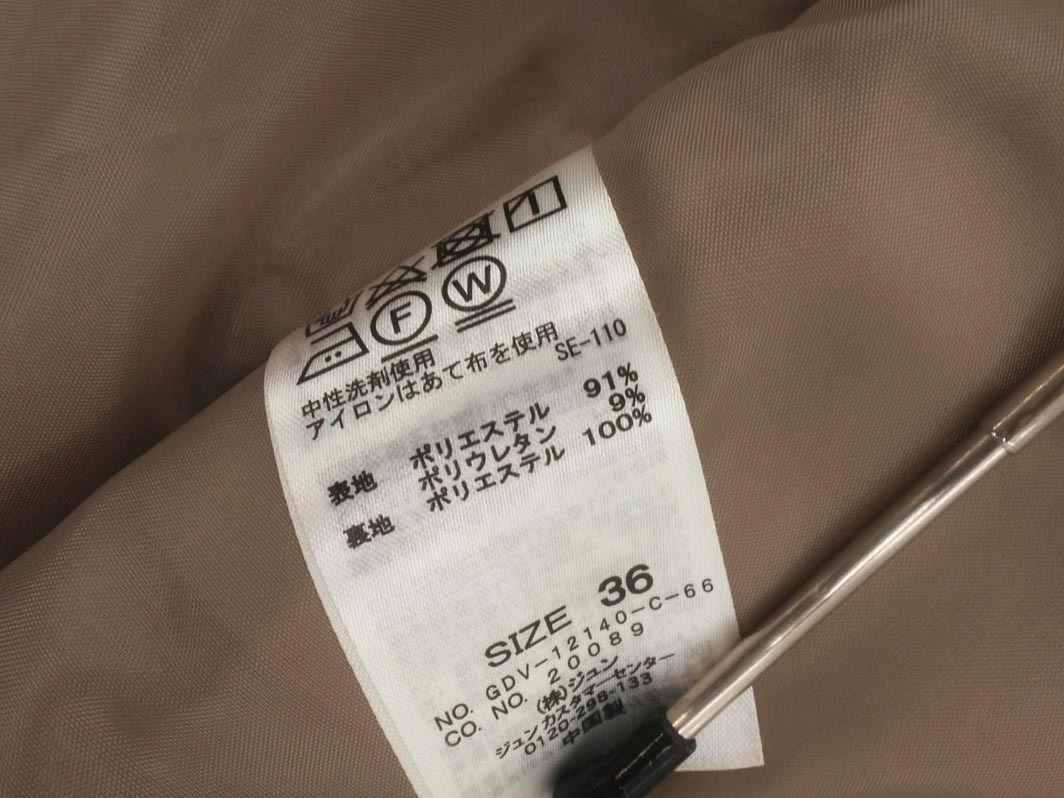 F W
中性洗剤使用
アイロンはあて布を使用
SE-110
表地 ポリエステル 91%
ポリウレタン 9%
裏地 ポリエステル 100%
SIZE 36
NO. GDV-12140-C-66
CO. NO. 20089
(株)ジュン
ジュンカスタマーセンター
0120-298-133
中国製